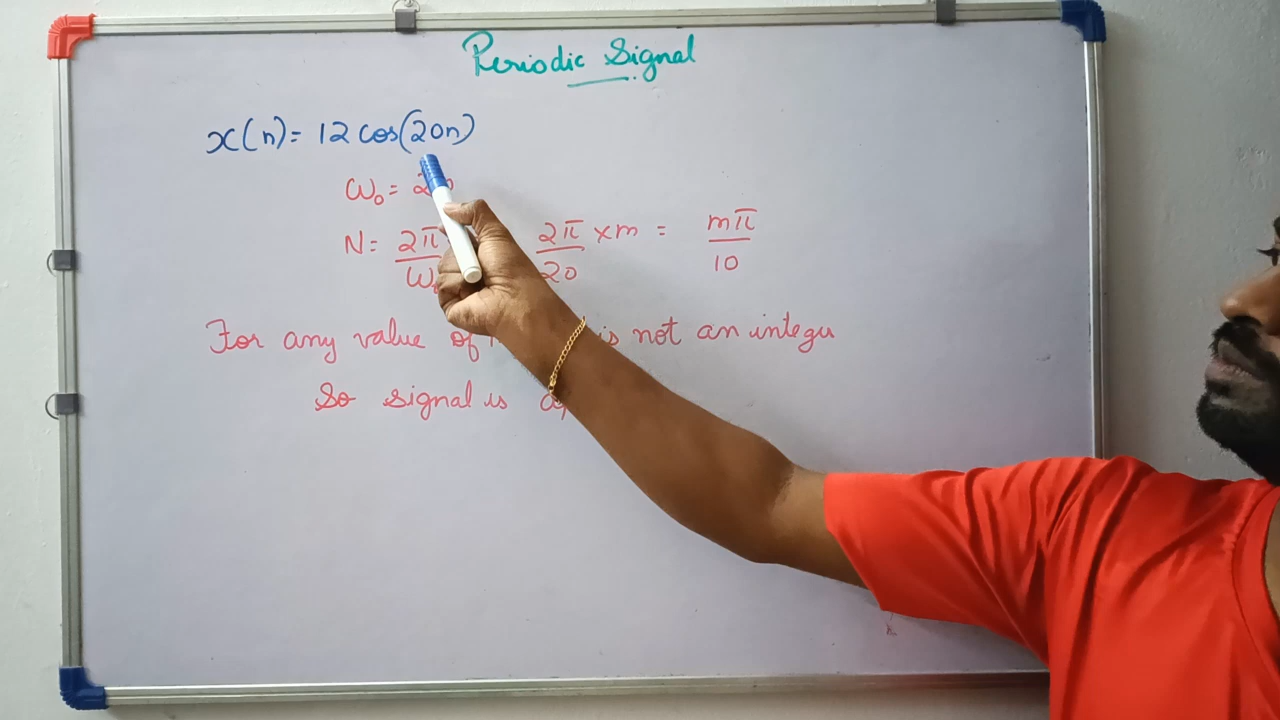 Periodic Signal
x(n)= 12 cos(20n)
ω₀ =
N= 2π/ω₀ 2π/20 ×m = mπ/10
For any value of is not an integer
So signal is